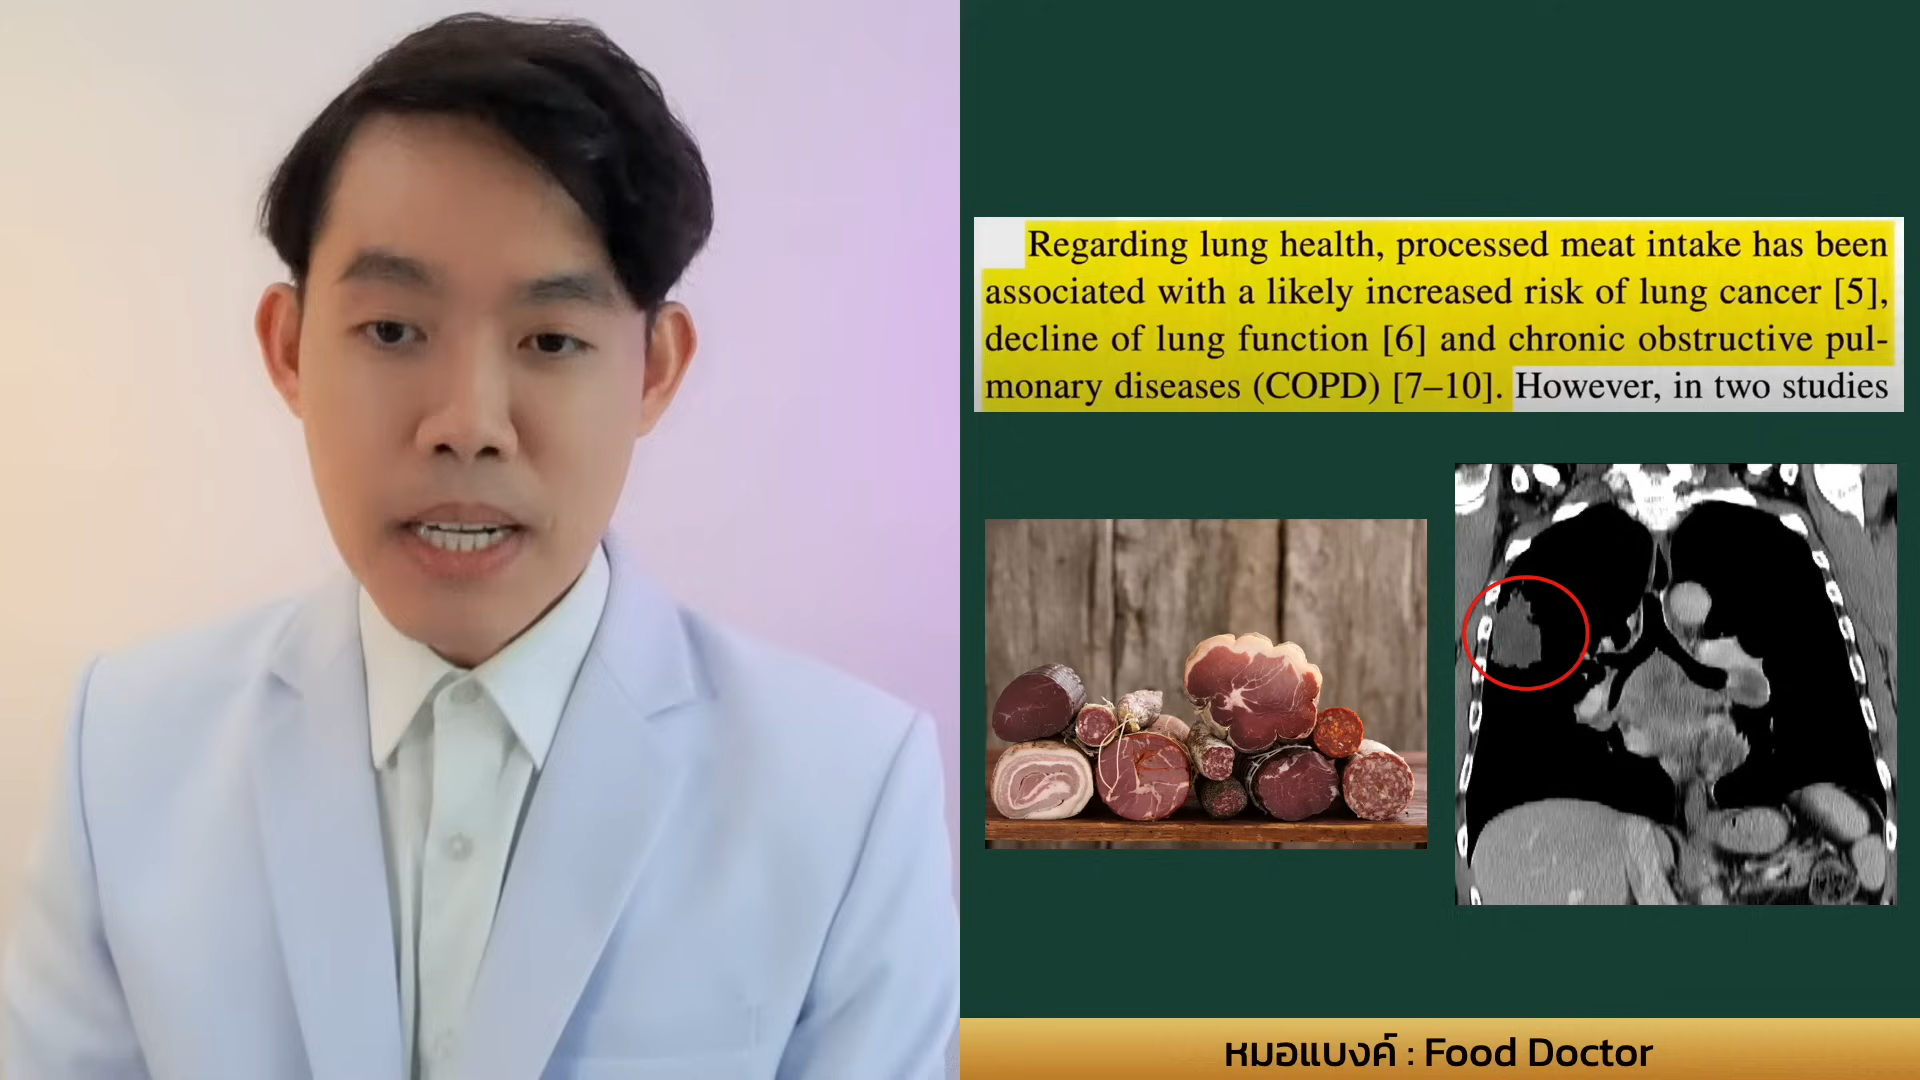 Regarding lung health, processed meat intake has been
associated with a likely increased risk of lung cancer [5],
decline of lung function [6] and chronic obstructive pul-
monary diseases (COPD) [7–10]. However, in two studies
หมอแบงค์ : Food Doctor